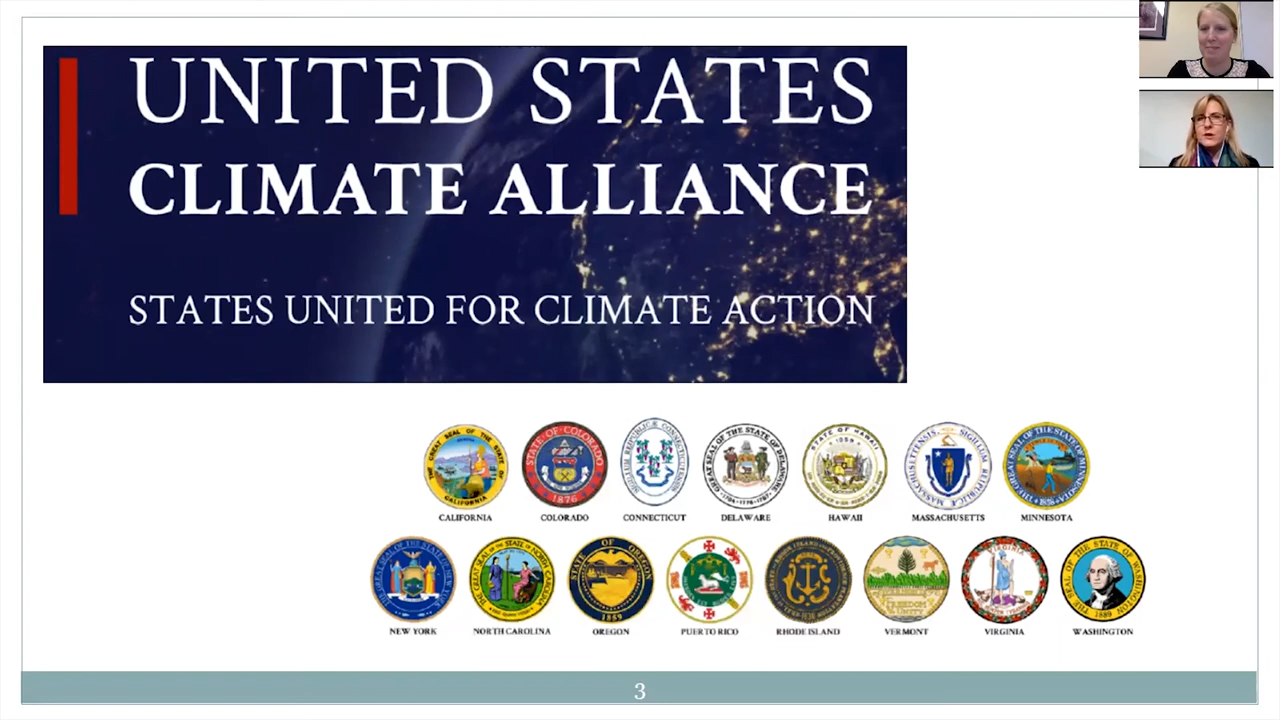 UNITED STATES
CLIMATE ALLIANCE
STATES UNITED FOR CLIMATE ACTION
CALIFORNIA COLORADO CONNECTICUT DELAWARE HAWAII MASSACHUSETTS MINNESOTA
NEW YORK NORTH CAROLINA OREGON PUERTO RICO RHODE ISLAND VERMONT VIRGINIA WASHINGTON
3